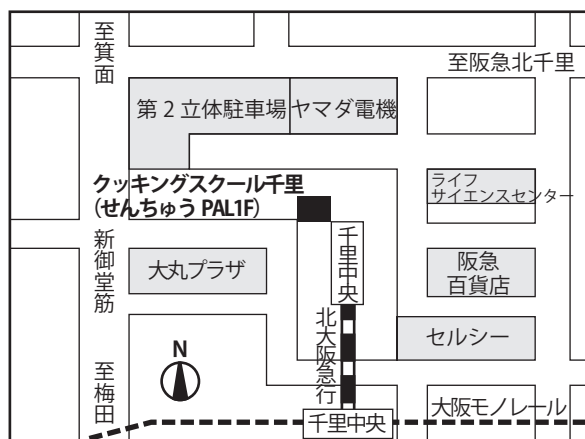 至箕面
至阪急北千里
第2立体駐車場
ヤマダ電機
クッキングスクール千里
(せんちゅう PAL1F)
ライフ
サイエンスセンター
千里中央
新御堂筋
大丸プラザ
阪急
百貨店
北大阪急行
セルシー
N
至梅田
大阪モノレール
千里中央